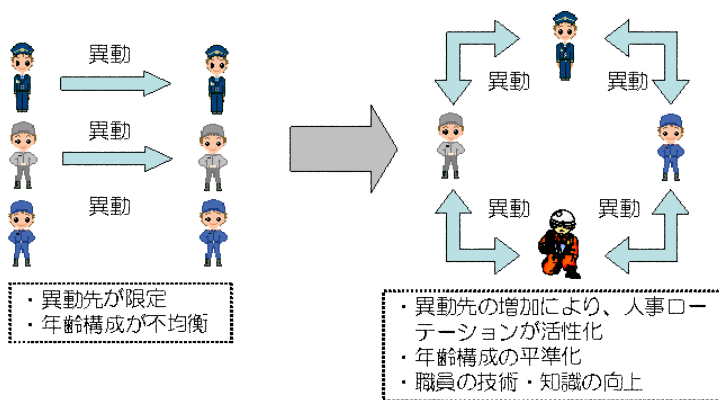 異動
異動
異動
・異動先が限定
・年齢構成が不均衡
異動
異動
異動
異動
・異動先の増加により、人事ロー
テーションが活性化
・年齢構成の平準化
・職員の技術・知識の向上